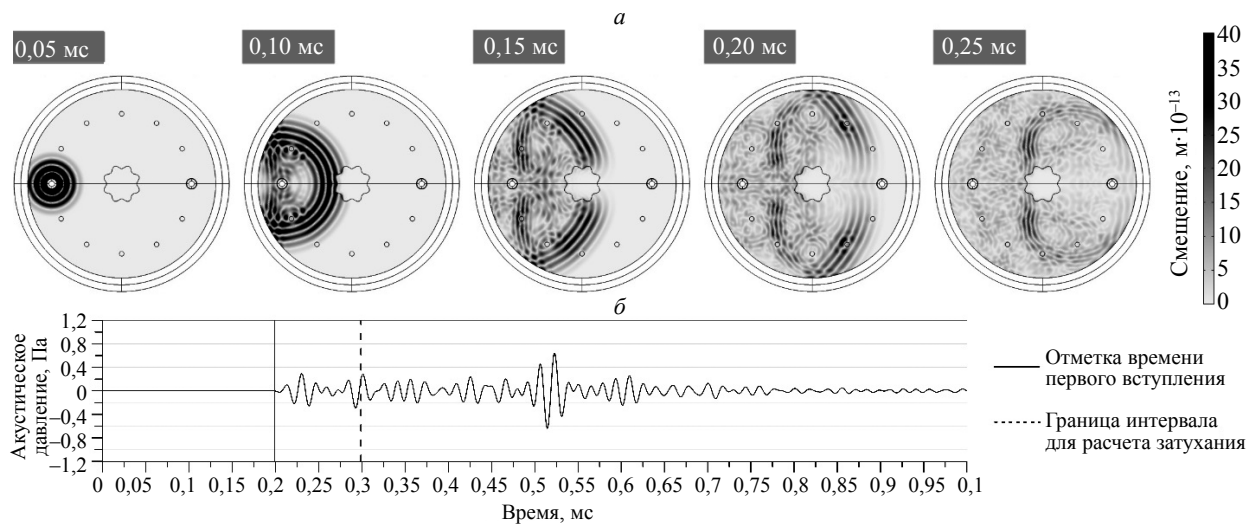 а
0,05 мс
0,10 мс
0,15 мс
0,20 мс
0,25 мс
40
35
30
25
20
15
10
5
0
Смещение, м·10⁻¹³
б
1,2
0,8
0,4
0
–0,4
–0,8
–1,2
Акустическое
давление, Па
0 0,05 0,1 0,15 0,2 0,25 0,3 0,35 0,4 0,45 0,5 0,55 0,6 0,65 0,7 0,75 0,8 0,85 0,9 0,95 0,1
Время, мс
Отметка времени
первого вступления
Граница интервала
для расчета затухания